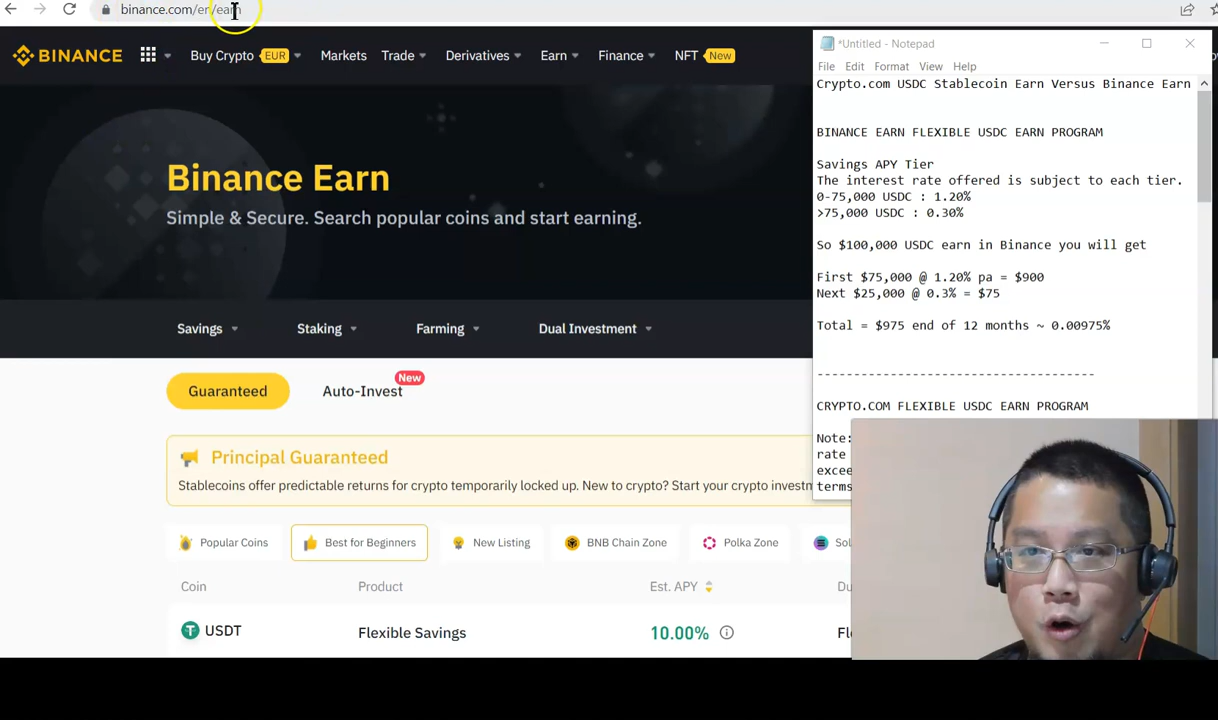 binance.com/en/earn
BINANCE
Buy Crypto EUR
Markets
Trade
Derivatives
Earn
Finance
NFT New
Binance Earn
Simple & Secure. Search popular coins and start earning.
Savings
Staking
Farming
Dual Investment
Guaranteed
Auto-Invest
New
Principal Guaranteed
Stablecoins offer predictable returns for crypto temporarily locked up. New to crypto? Start your crypto
Popular Coins
Best for Beginners
New Listing
BNB Chain Zone
Polka Zone
Coin
Product
Est. APY
USDT
Flexible Savings
10.00%
*Untitled - Notepad
File Edit Format View Help
Crypto.com USDC Stablecoin Earn Versus Binance Earn
BINANCE EARN FLEXIBLE USDC EARN PROGRAM
Savings APY Tier
The interest rate offered is subject to each tier.
0-75,000 USDC : 1.20%
>75,000 USDC : 0.30%
So $100,000 USDC earn in Binance you will get
First $75,000 @ 1.20% pa = $900
Next $25,000 @ 0.3% = $75
Total = $975 end of 12 months ~ 0.00975%
-------------------------------------
CRYPTO.COM FLEXIBLE USDC EARN PROGRAM
Note:
rate
excee
terms